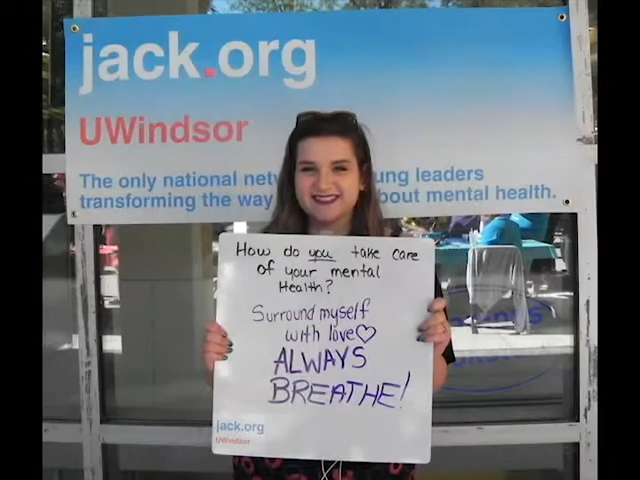 jack.org
UWindsor
The only national net ung leaders
transforming the way bout mental health.
How do you take care
of your mental
Health?
Surround myself
with love♡
ALWAYS
BREATHE!
jack.org
UWindsor